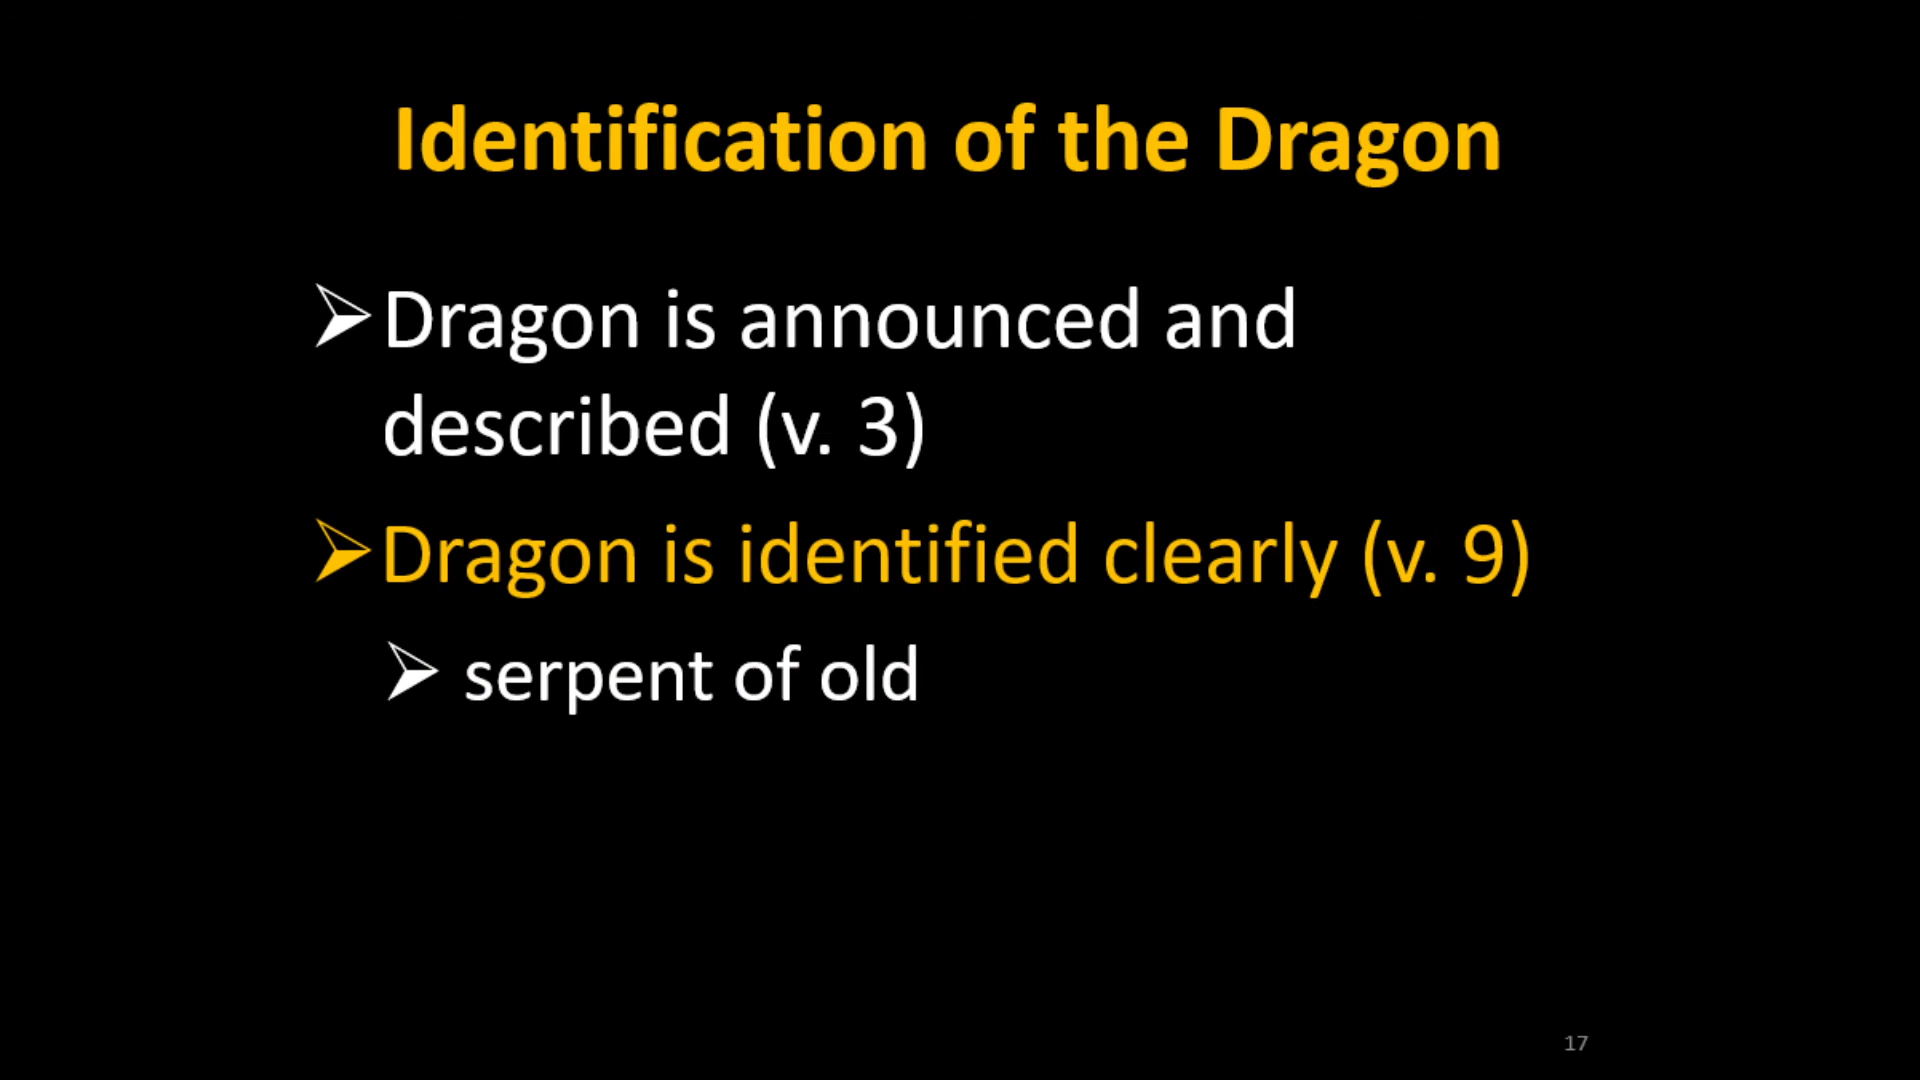 Identification of the Dragon
➢Dragon is announced and
described (v. 3)
➢Dragon is identified clearly (v. 9)
➢ serpent of old
17